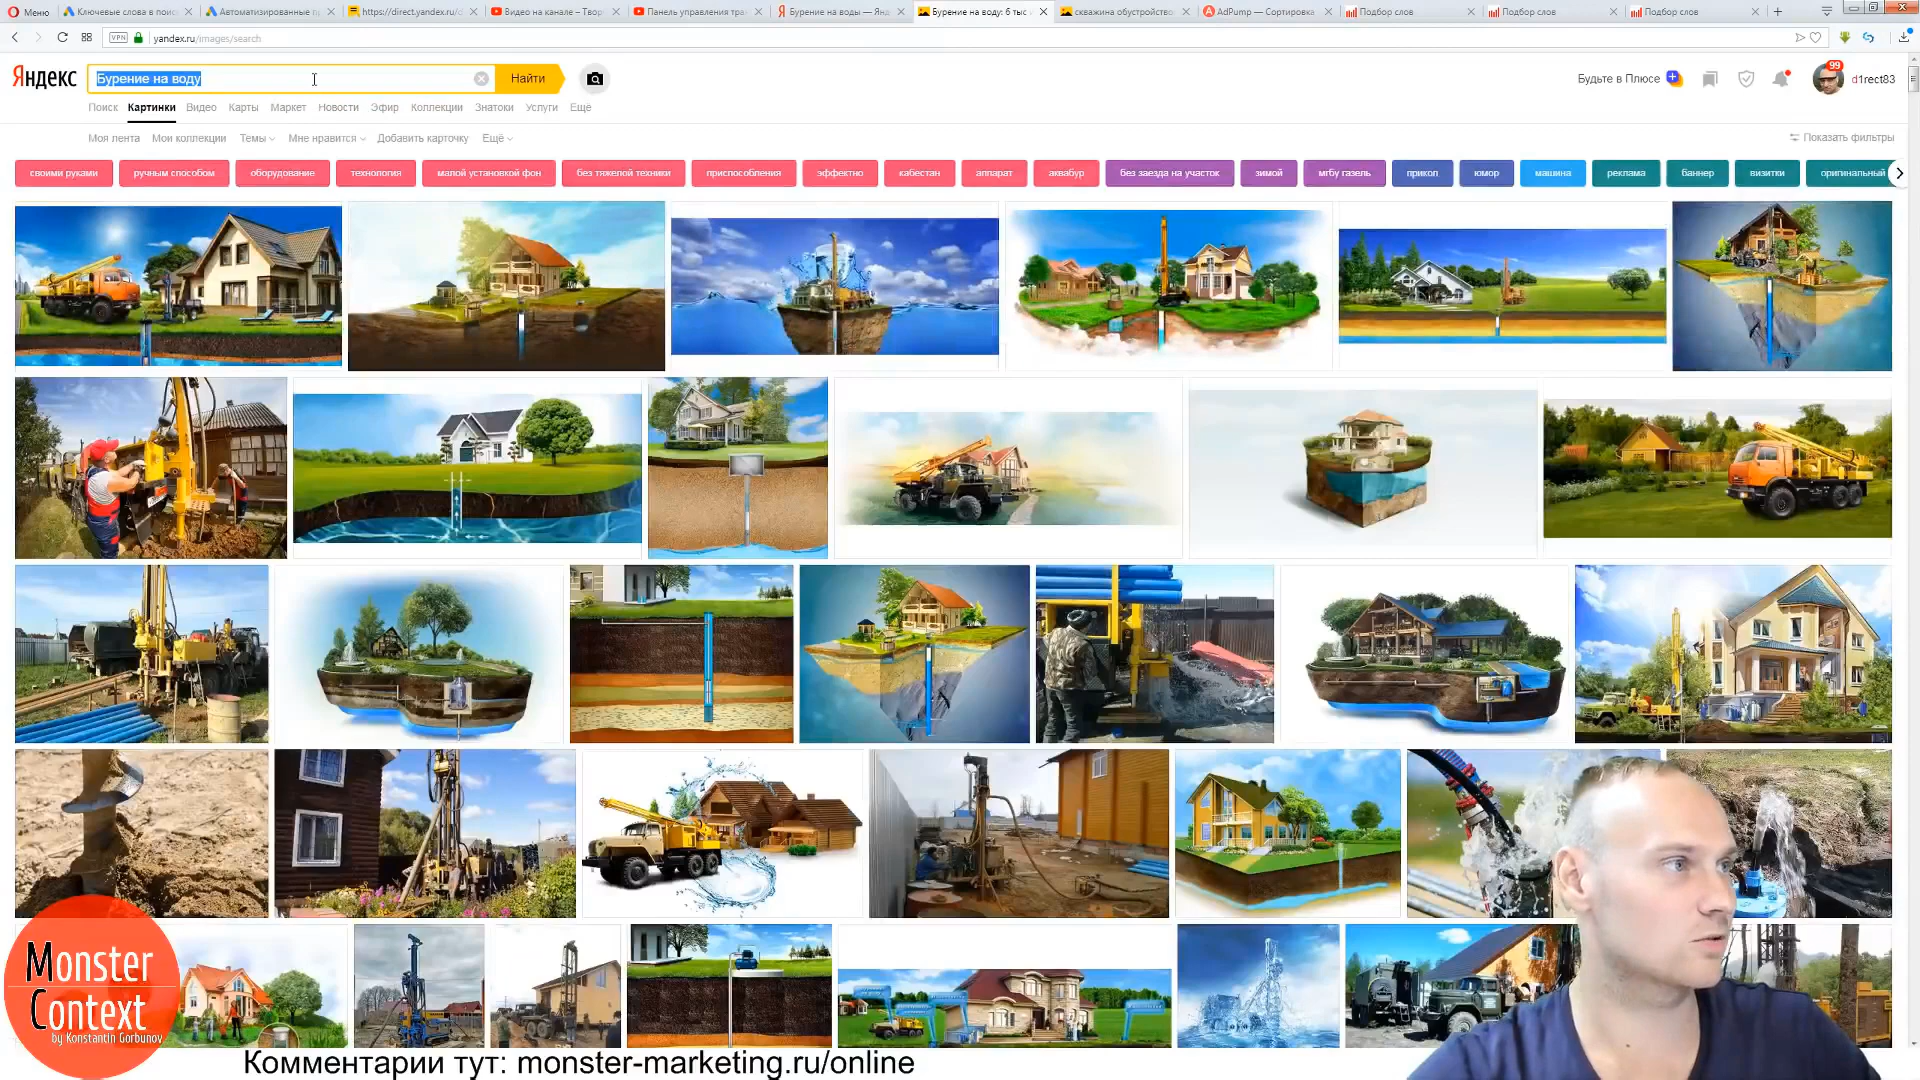 Меню
Ключевые слова в поис
Автоматизированные п
https://direct.yandex.ru/
Видео на канале – Твор
Панель управления тра
Бурение на воды — Янд
Бурение на воду: 6 тыс и
скважина обустройство
AdPump — Сортировка
Подбор слов
Подбор слов
Подбор слов
VPN
yandex.ru/images/search
Яндекс
Бурение на воду
Найти
Будьте в Плюсе
99
d1rect83
Поиск
Картинки
Видео
Карты
Маркет
Новости
Эфир
Коллекции
Знатоки
Услуги
Ещё
Моя лента
Мои коллекции
Темы
Мне нравится
Добавить карточку
Ещё
Показать фильтры
своими руками
ручным способом
оборудование
технология
малой установкой фон
без тяжелой техники
приспособления
эффектно
кабестан
аппарат
аквабур
без заезда на участок
зимой
мгбу газель
прикол
юмор
машина
реклама
баннер
визитки
оригинальный
Monster
Context
by Konstantin Gorbunov
Комментарии тут: monster-marketing.ru/online